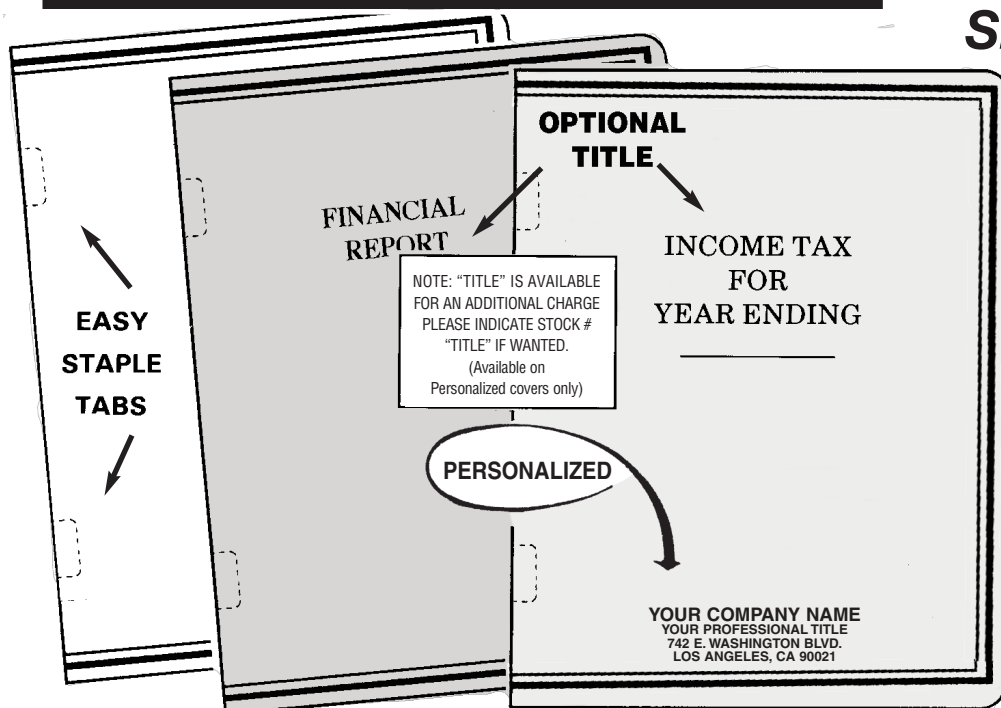 OPTIONAL
TITLE
FINANCIAL
REPORT
INCOME TAX
FOR
YEAR ENDING
NOTE: “TITLE” IS AVAILABLE
FOR AN ADDITIONAL CHARGE
PLEASE INDICATE STOCK #
“TITLE” IF WANTED.
(Available on
Personalized covers only)
EASY
STAPLE
TABS
PERSONALIZED
YOUR COMPANY NAME
YOUR PROFESSIONAL TITLE
742 E. WASHINGTON BLVD.
LOS ANGELES, CA 90021